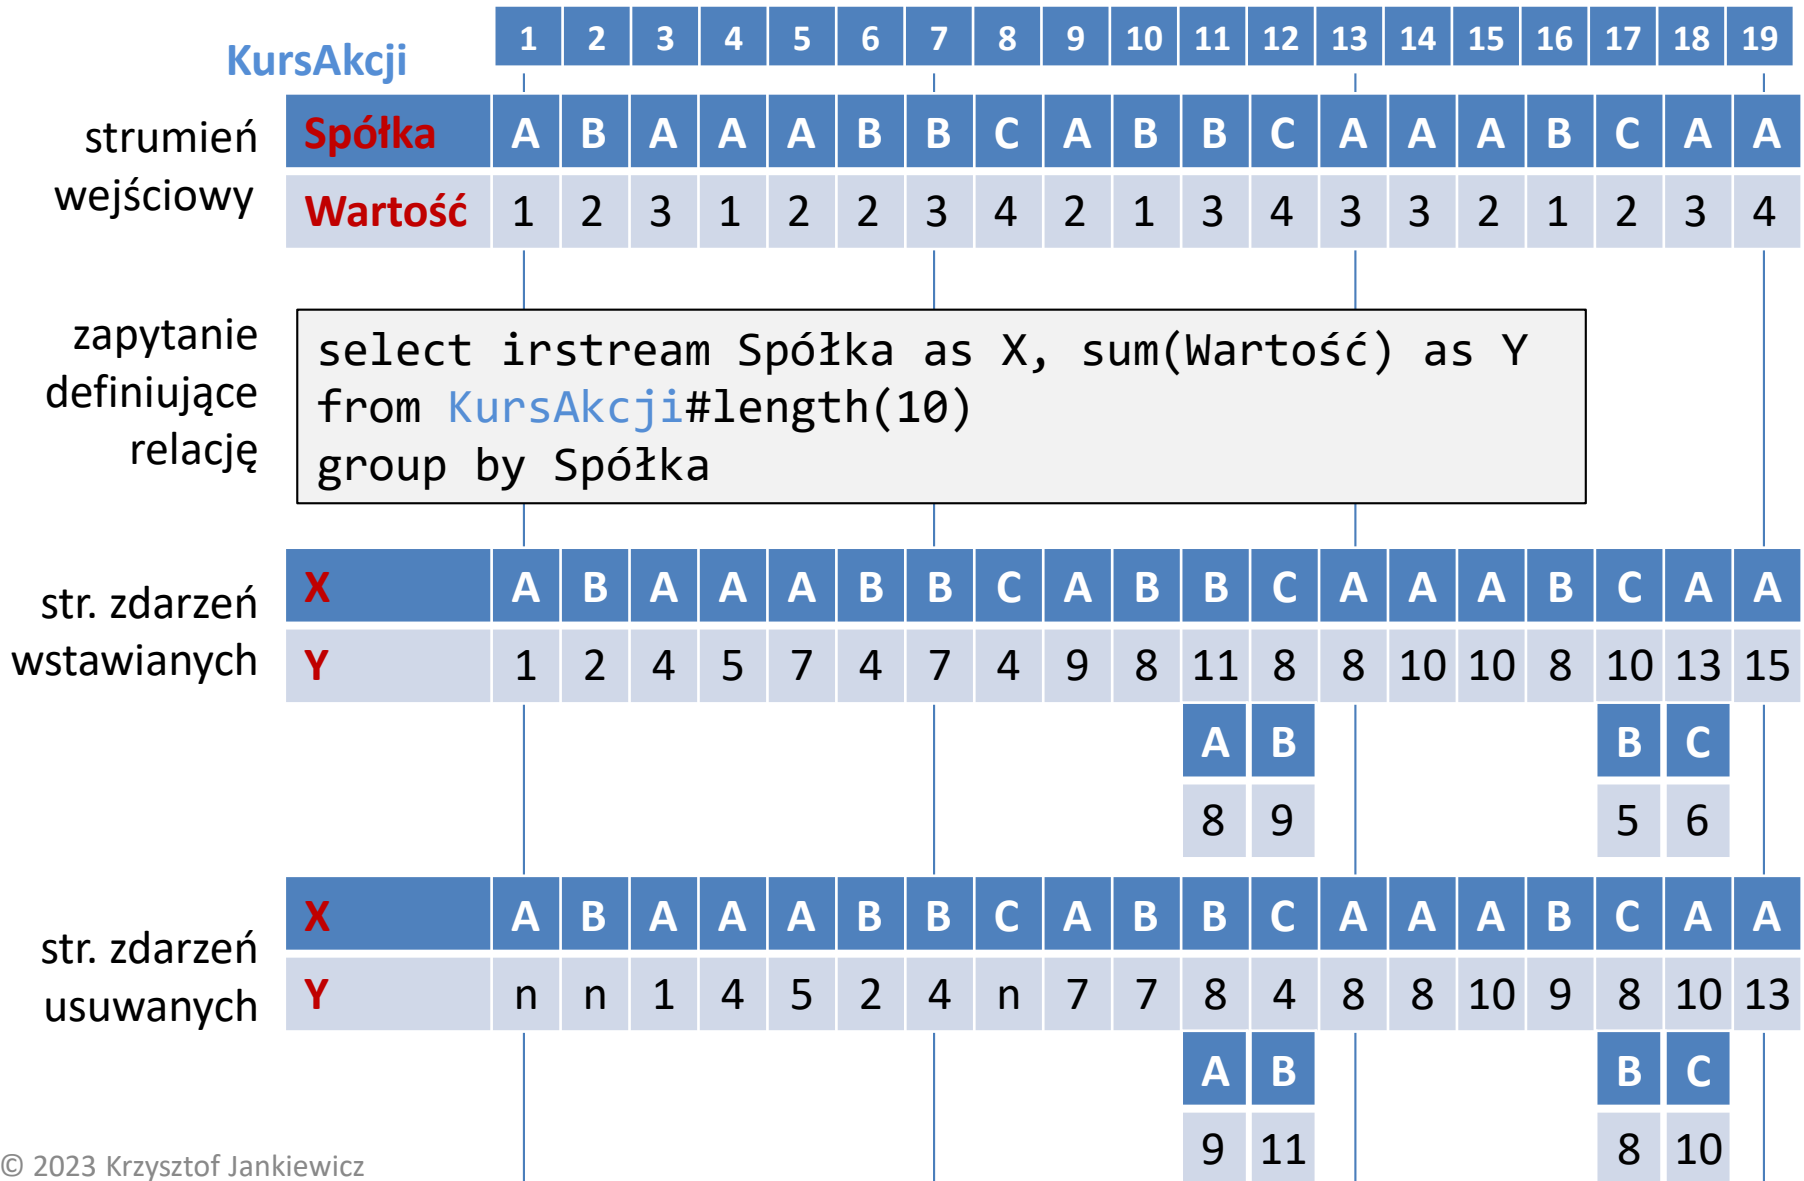 KursAkcji 1 2 3 4 5 6 7 8 9 10 11 12 13 14 15 16 17 18 19
strumień wejściowy
Spółka A B A A A B B C A B B C A A A B C A A
Wartość 1 2 3 1 2 2 3 4 2 1 3 4 3 3 2 1 2 3 4
zapytanie definiujące relację
select irstream Spółka as X, sum(Wartość) as Y
from KursAkcji#length(10)
group by Spółka
str. zdarzeń wstawianych
X A B A A A B B C A B B C A A A B C A A
Y 1 2 4 5 7 4 7 4 9 8 11 8 8 10 10 8 10 13 15
A B B C
8 9 5 6
str. zdarzeń usuwanych
X A B A A A B B C A B B C A A A B C A A
Y n n 1 4 5 2 4 n 7 7 8 4 8 8 10 9 8 10 13
A B B C
9 11 8 10
© 2023 Krzysztof Jankiewicz